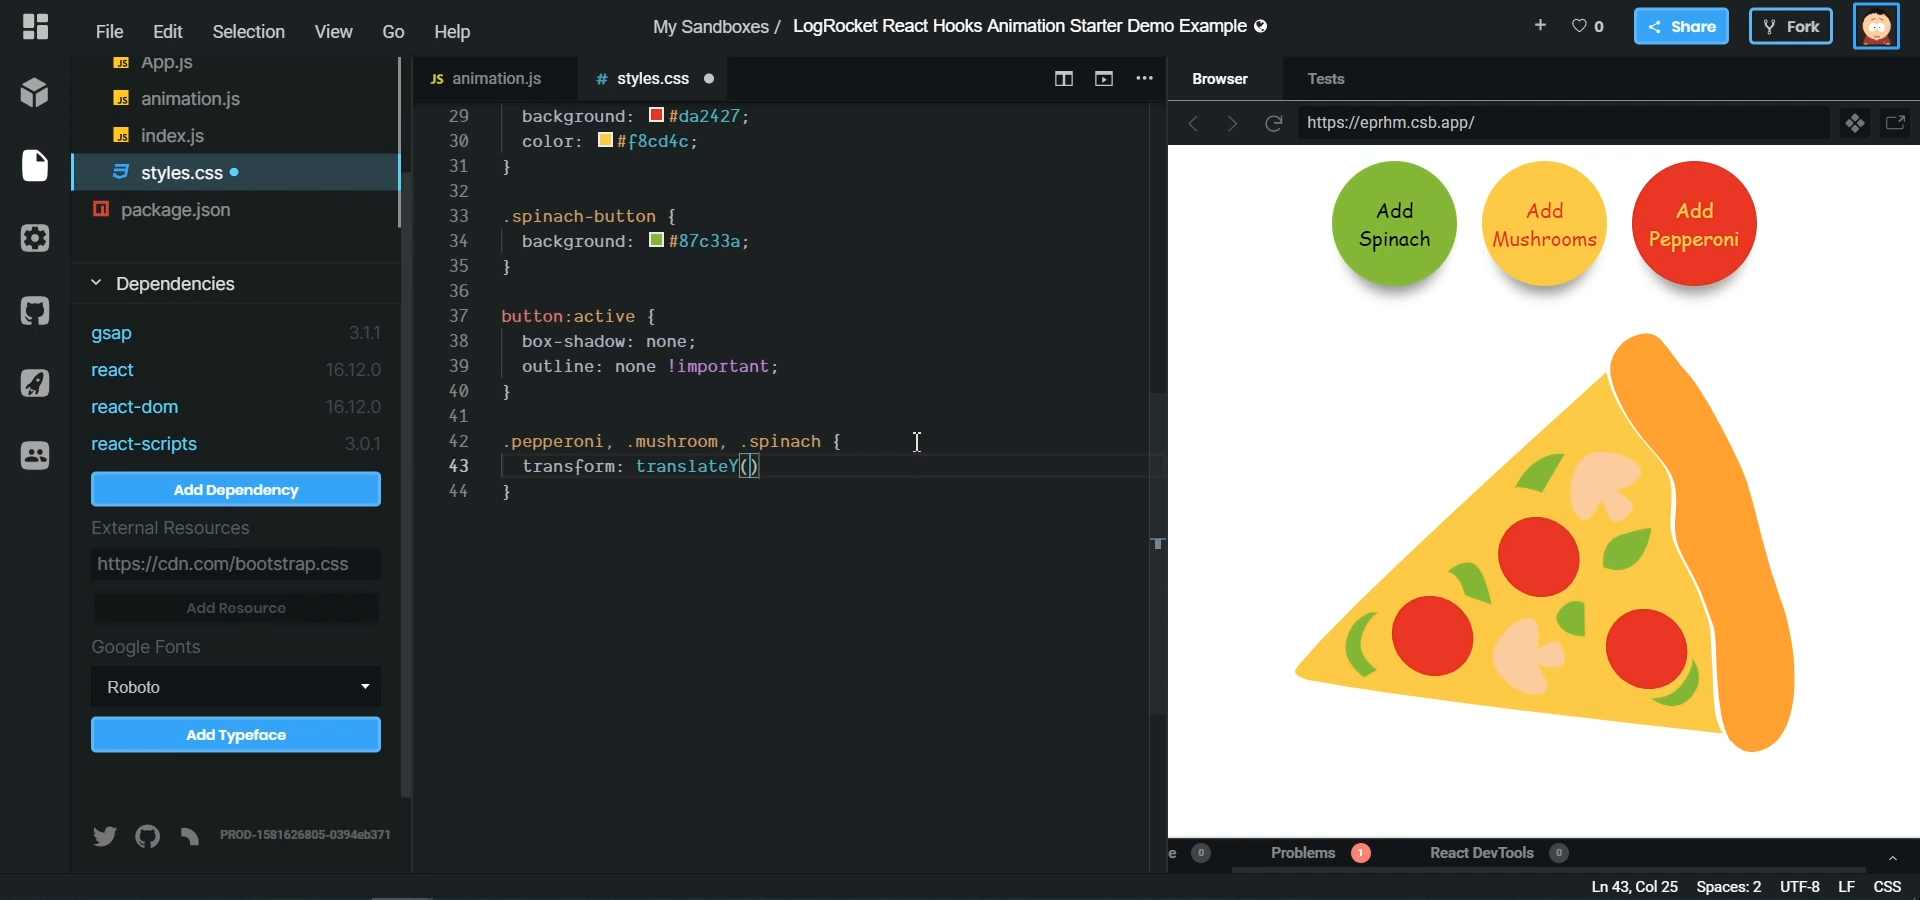 File Edit Selection View Go Help
My Sandboxes / LogRocket React Hooks Animation Starter Demo Example
+ 0 Share Fork
App.js
animation.js
index.js
styles.css
package.json
Dependencies
gsap 3.1.1
react 16.12.0
react-dom 16.12.0
react-scripts 3.0.1
Add Dependency
External Resources
https://cdn.com/bootstrap.css
Add Resource
Google Fonts
Roboto
Add Typeface
PROD-1581626805-0394eb371
JS animation.js # styles.css
29 background: #da2427;
30 color: #f8cd4c;
31 }
32
33 .spinach-button {
34 background: #87c33a;
35 }
36
37 button:active {
38 box-shadow: none;
39 outline: none !important;
40 }
41
42 .pepperoni, .mushroom, .spinach {
43 transform: translateY()
44 }
Browser Tests
https://eprhm.csb.app/
Add
Spinach
Add
Mushrooms
Add
Pepperoni
e 0 Problems 1 React DevTools 0
Ln 43, Col 25 Spaces: 2 UTF-8 LF CSS